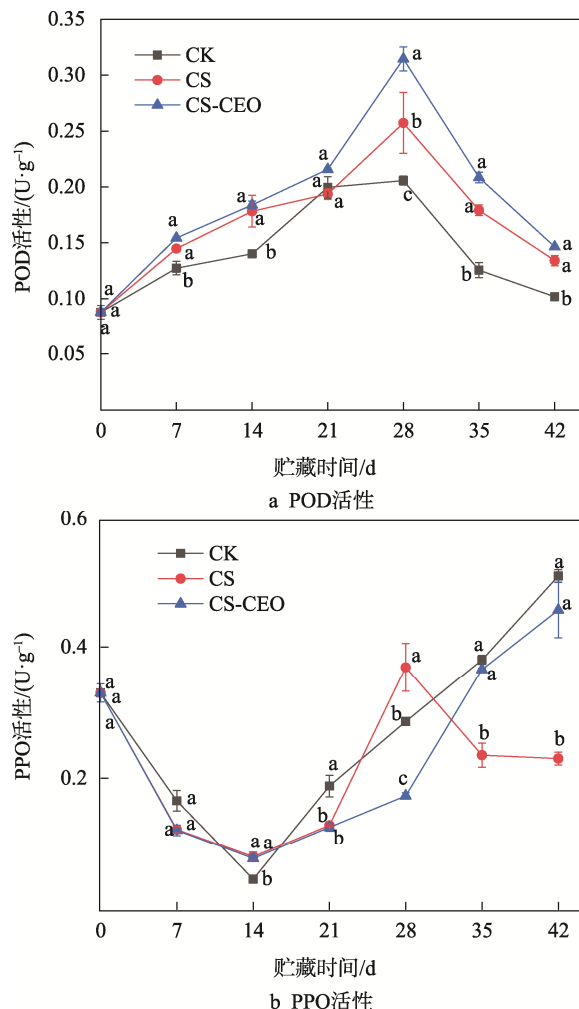 0.35
0.30
0.25
0.20
0.15
0.10
0.05
POD活性/(U·g⁻¹)
CK
CS
CS-CEO
a
a
a
a
a
b
a
a
b
a
a
a
a
b
c
a
a
b
a
a
b
0 7 14 21 28 35 42
贮藏时间/d
a POD活性
0.6
0.4
0.2
PPO活性/(U·g⁻¹)
CK
CS
CS-CEO
a
a
a
a
a
a
a
a
b
a
b
b
a
b
c
a
a
b
a
a
b
0 7 14 21 28 35 42
贮藏时间/d
b PPO活性